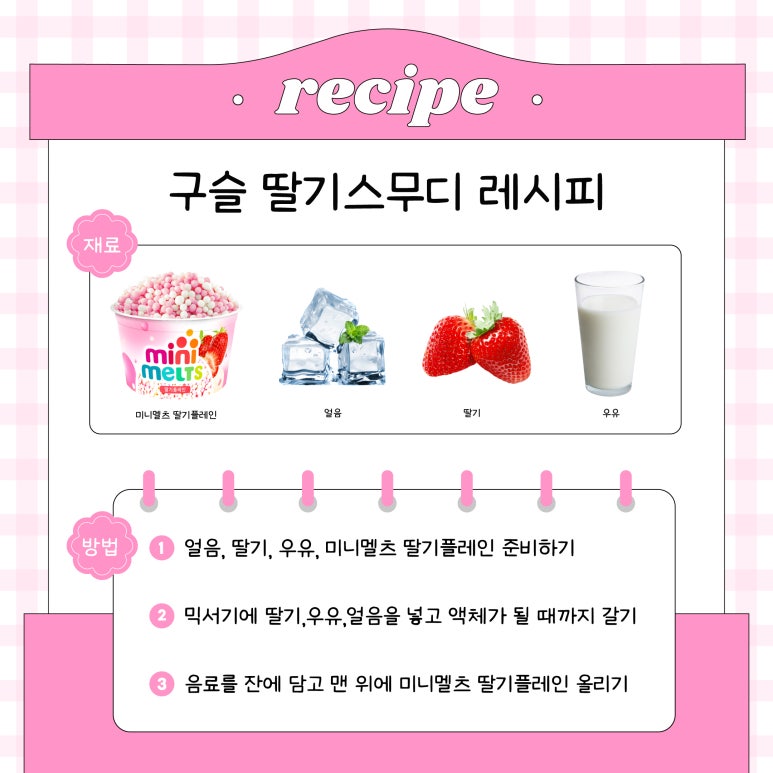 recipe
구슬 딸기스무디 레시피
재료
mini
melts
딸기플레인
미니멜츠 딸기플레인
얼음
딸기
우유
방법
1 얼음, 딸기, 우유, 미니멜츠 딸기플레인 준비하기
2 믹서기에 딸기,우유,얼음을 넣고 액체가 될 때까지 갈기
3 음료를 잔에 담고 맨 위에 미니멜츠 딸기플레인 올리기